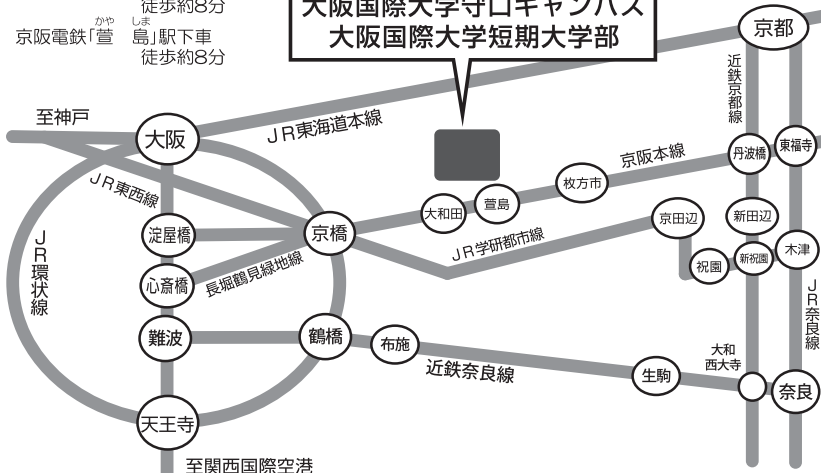 徒歩約8分
かや しま
京阪電鉄「萱 島」駅下車
徒歩約8分
大阪国際大学守口キャンパス
大阪国際大学短期大学部
京都
近鉄京都線
至神戸
大阪
JR東海道本線
京阪本線
丹波橋
東福寺
JR東西線
枚方市
萱島
大和田
京田辺
新田辺
淀屋橋
京橋
JR学研都市線
木津
新祝園
祝園
JR環状線
心斎橋
長堀鶴見緑地線
JR奈良線
難波
鶴橋
布施
大和
西大寺
近鉄奈良線
生駒
奈良
天王寺
至関西国際空港